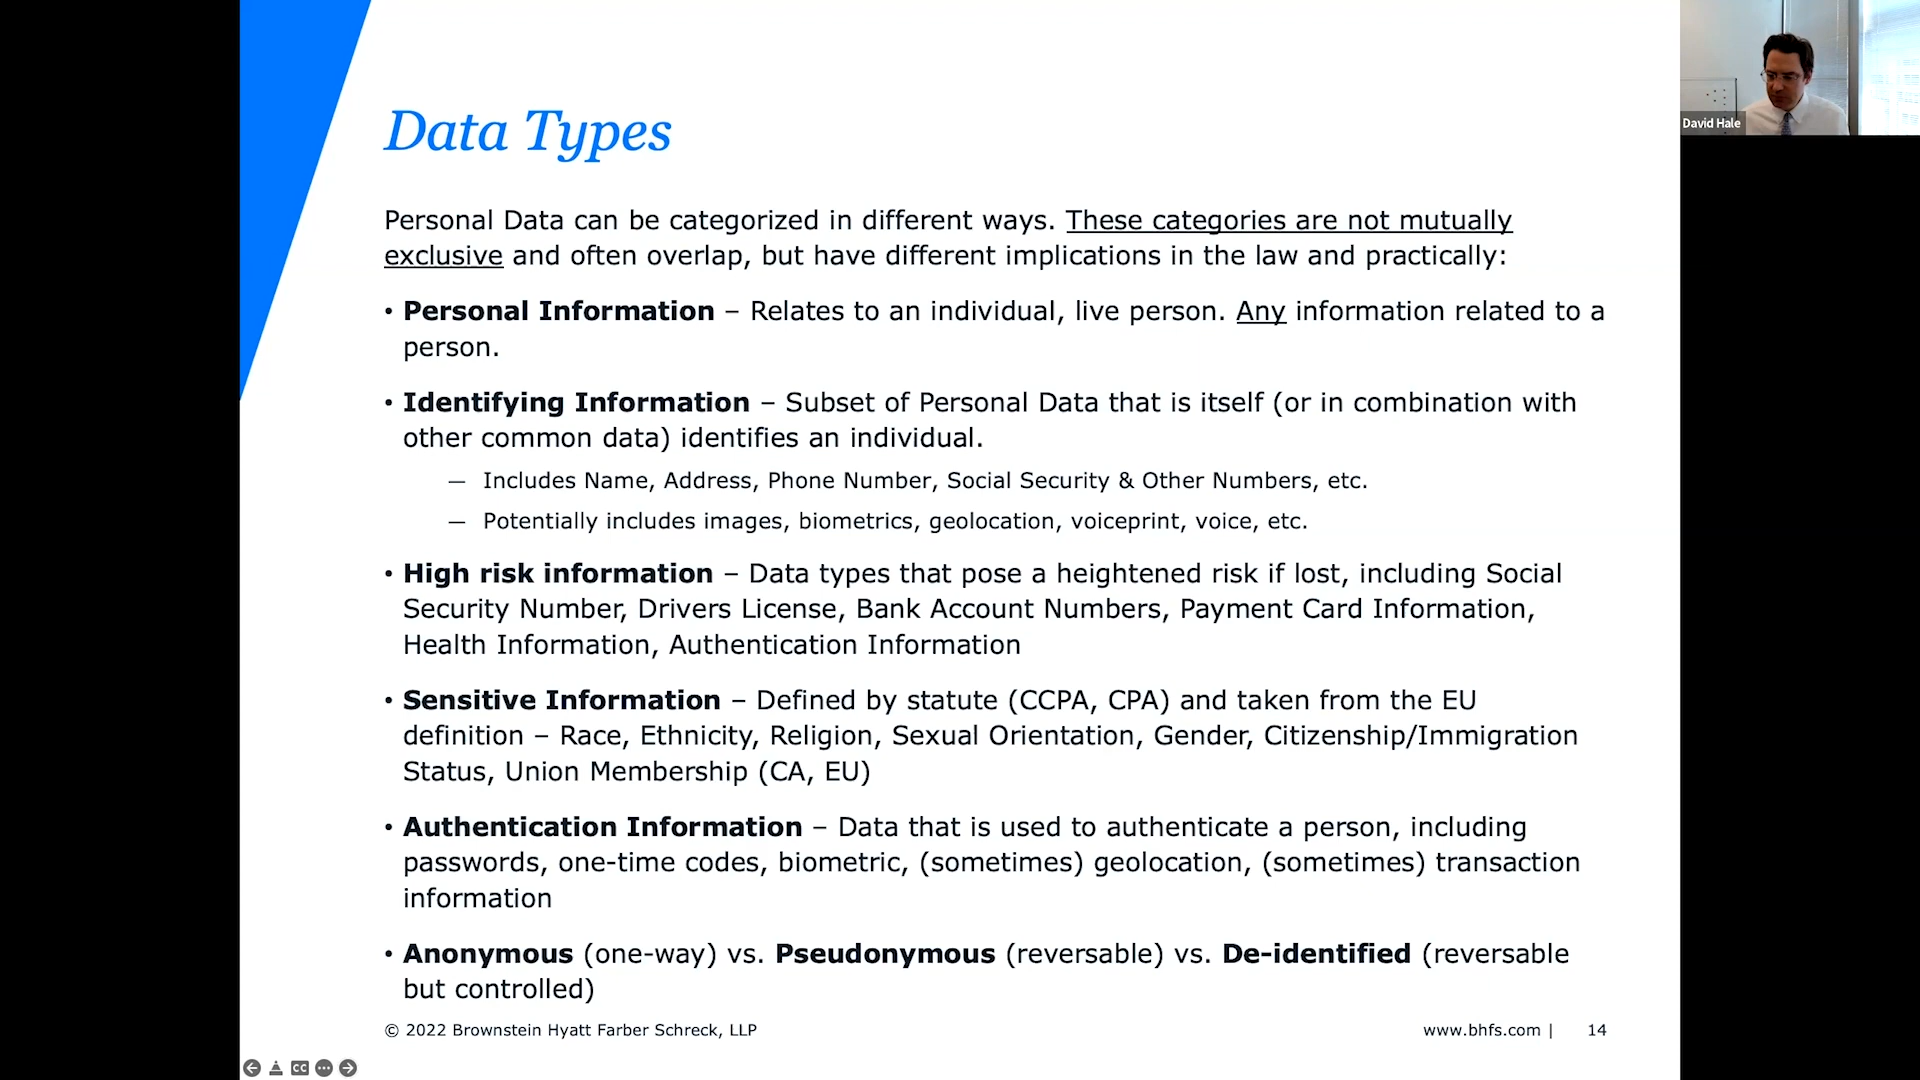 Data Types
Personal Data can be categorized in different ways. These categories are not mutually
exclusive and often overlap, but have different implications in the law and practically:
• Personal Information – Relates to an individual, live person. Any information related to a
person.
• Identifying Information – Subset of Personal Data that is itself (or in combination with
other common data) identifies an individual.
— Includes Name, Address, Phone Number, Social Security & Other Numbers, etc.
— Potentially includes images, biometrics, geolocation, voiceprint, voice, etc.
• High risk information – Data types that pose a heightened risk if lost, including Social
Security Number, Drivers License, Bank Account Numbers, Payment Card Information,
Health Information, Authentication Information
• Sensitive Information – Defined by statute (CCPA, CPA) and taken from the EU
definition – Race, Ethnicity, Religion, Sexual Orientation, Gender, Citizenship/Immigration
Status, Union Membership (CA, EU)
• Authentication Information – Data that is used to authenticate a person, including
passwords, one-time codes, biometric, (sometimes) geolocation, (sometimes) transaction
information
• Anonymous (one-way) vs. Pseudonymous (reversable) vs. De-identified (reversable
but controlled)
© 2022 Brownstein Hyatt Farber Schreck, LLP
www.bhfs.com | 14
CC
David Hale